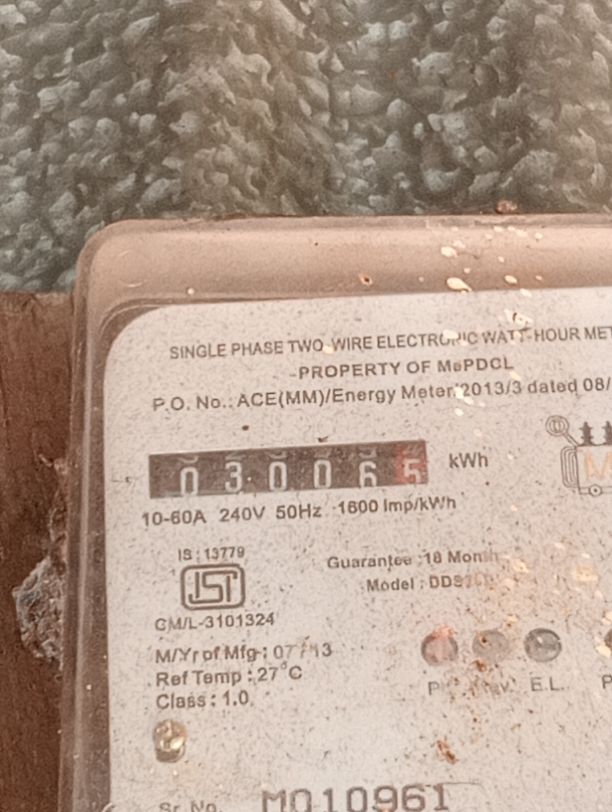 SINGLE PHASE TWO WIRE ELECTRONIC WATT-HOUR MET
PROPERTY OF MePDCL
P.O. No.: ACE(MM)/Energy Meter/2013/3 dated 08/
030065 kWh
10-60A 240V 50Hz 1600 Imp/kWh
IS : 13779
Guarantee : 18 Month
ISI
Model :
CM/L-3101324
M/Yr of Mfg : 07/13
Ref Temp : 27°C
Class : 1.0
E.L.
Sr. No. M010961